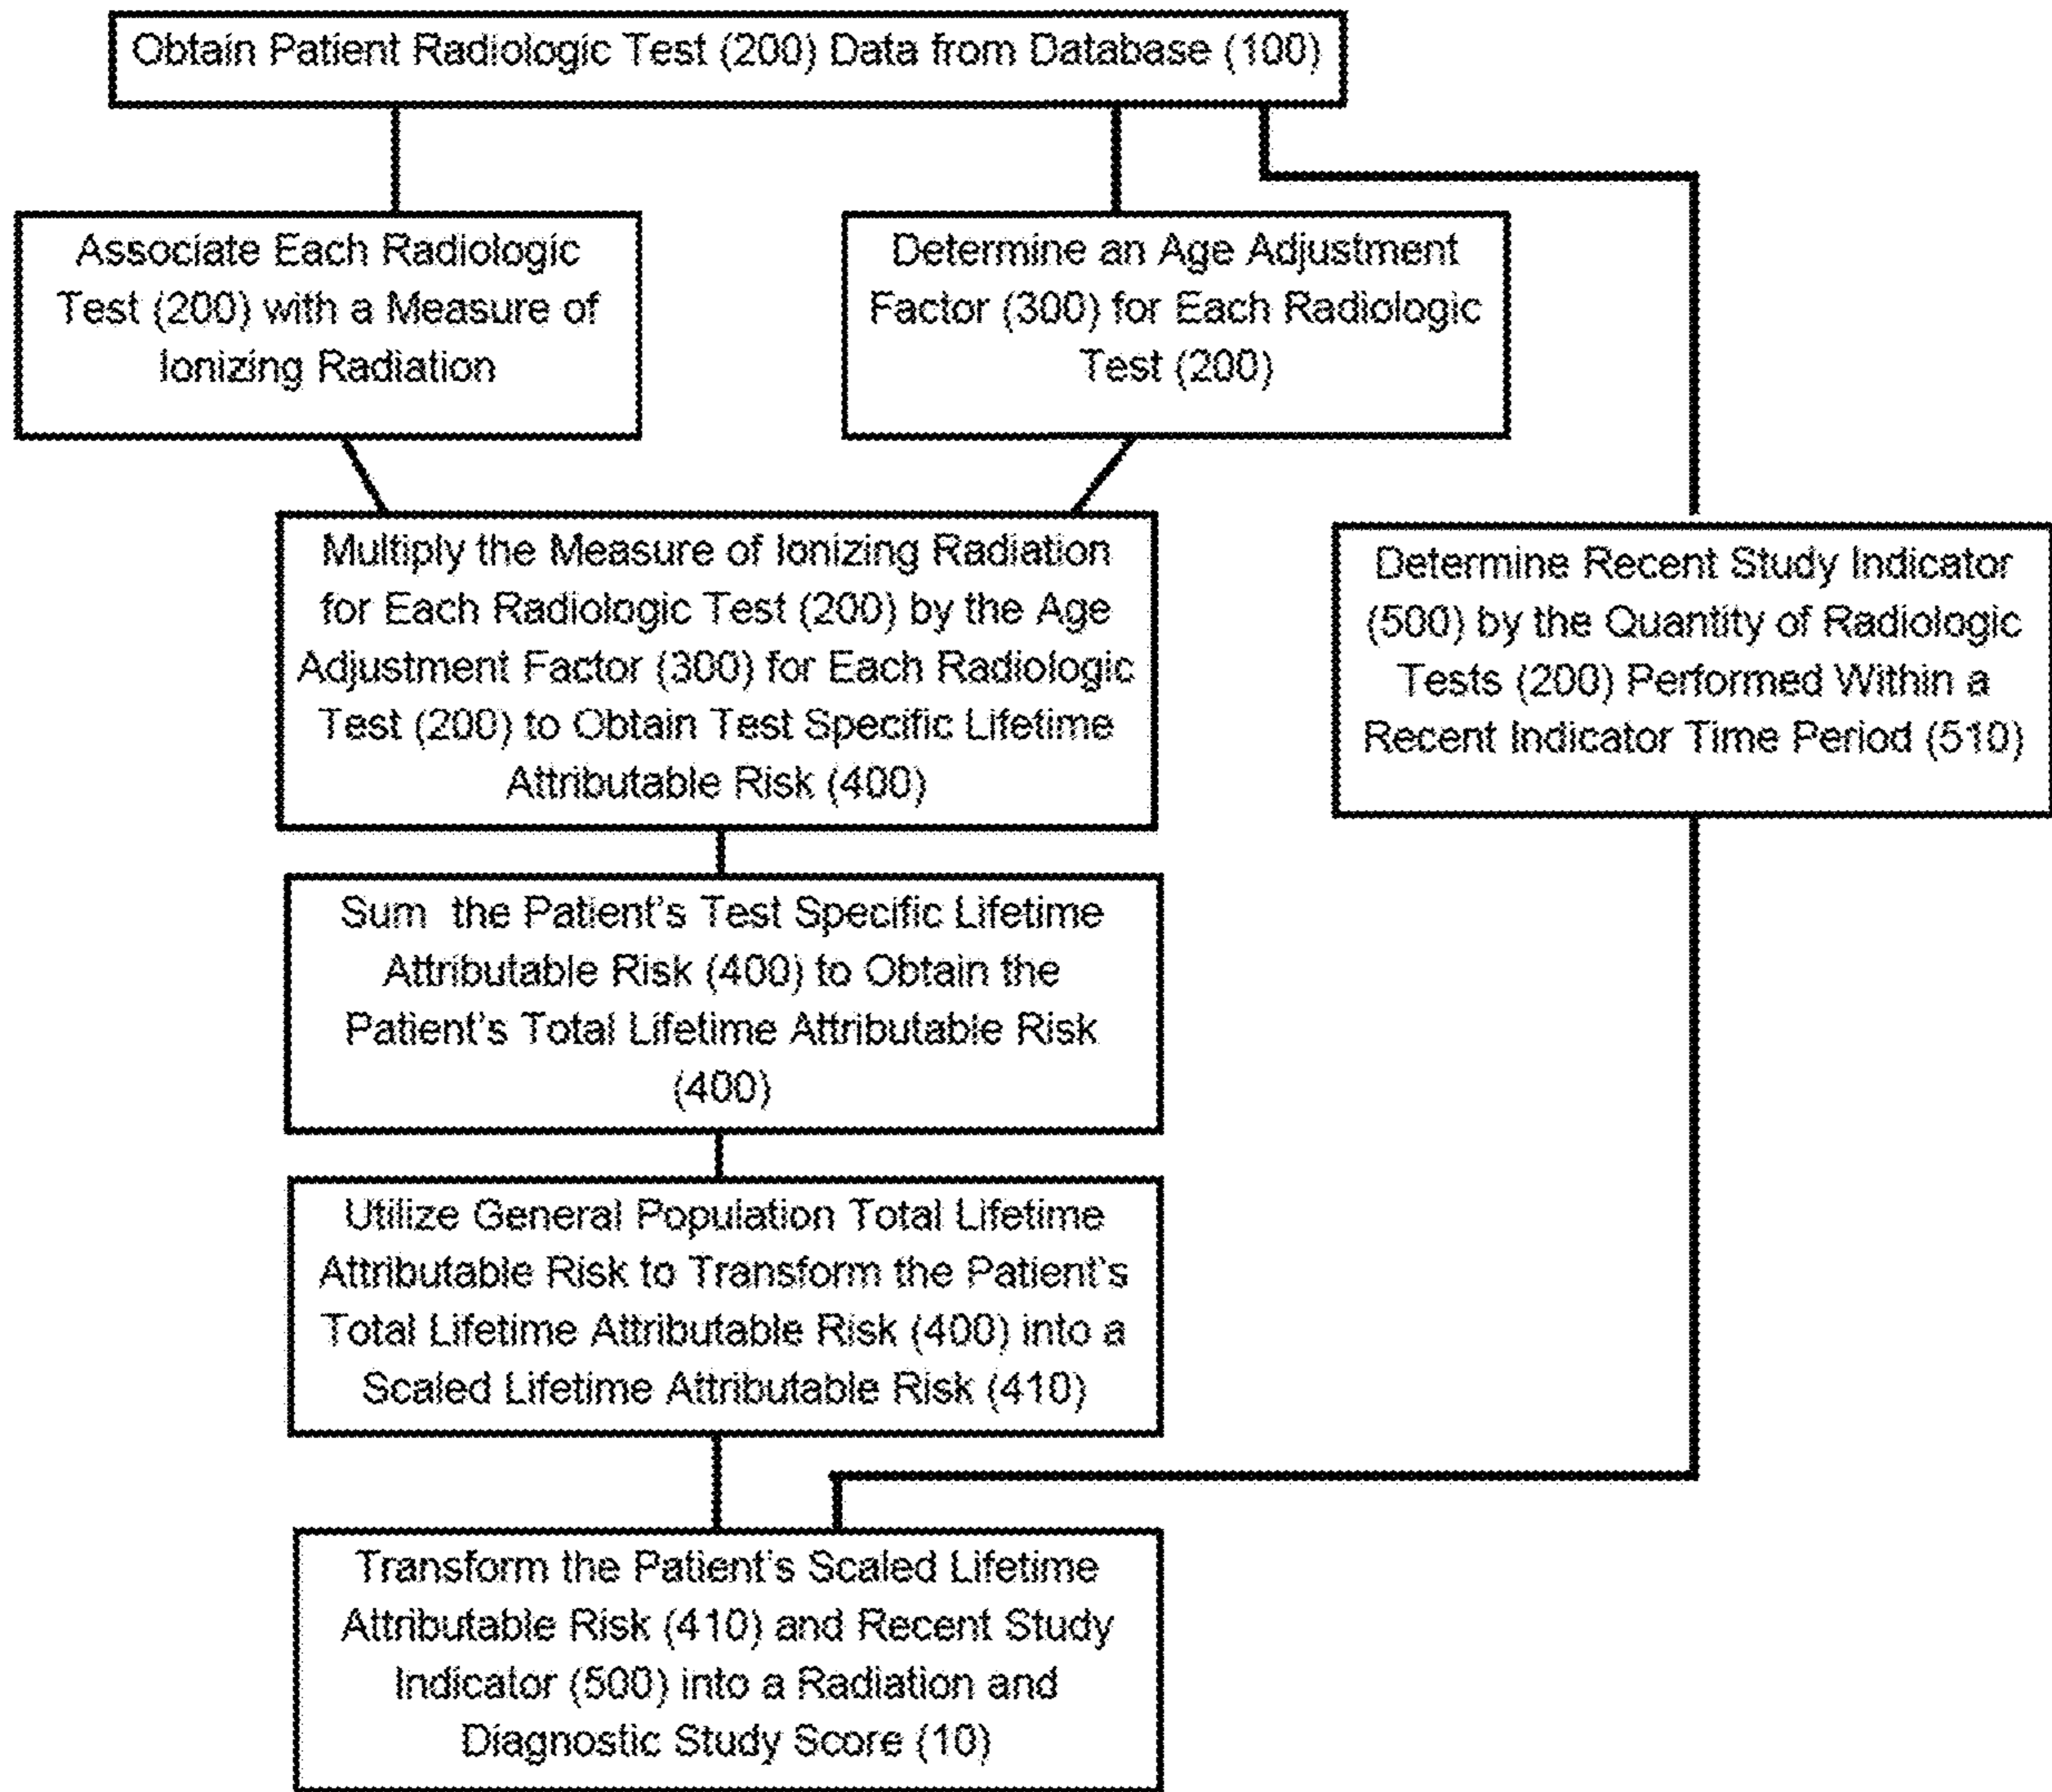 Obtain Patient Radiologic Test (200) Data from Database (100)
Associate Each Radiologic
Test (200) with a Measure of
Ionizing Radiation
Determine an Age Adjustment
Factor (300) for Each Radiologic
Test (200)
Multiply the Measure of Ionizing Radiation
for Each Radiologic Test (200) by the Age
Adjustment Factor (300) for Each Radiologic
Test (200) to Obtain Test Specific Lifetime
Attributable Risk (400)
Determine Recent Study Indicator
(500) by the Quantity of Radiologic
Tests (200) Performed Within a
Recent Indicator Time Period (510)
Sum the Patient's Test Specific Lifetime
Attributable Risk (400) to Obtain the
Patient's Total Lifetime Attributable Risk
(400)
Utilize General Population Total Lifetime
Attributable Risk to Transform the Patient's
Total Lifetime Attributable Risk (400) into a
Scaled Lifetime Attributable Risk (410)
Transform the Patient's Scaled Lifetime
Attributable Risk (410) and Recent Study
Indicator (500) into a Radiation and
Diagnostic Study Score (10)